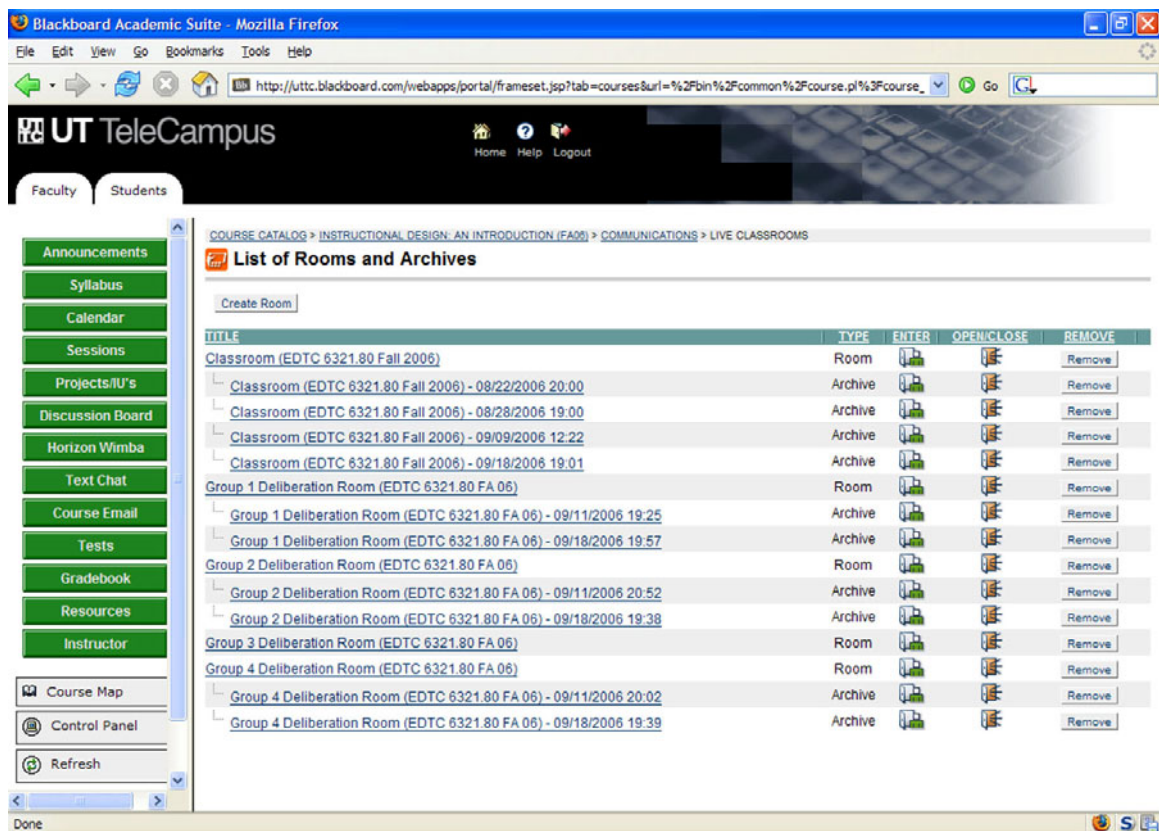 Blackboard Academic Suite - Mozilla Firefox
File Edit View Go Bookmarks Tools Help
http://uttc.blackboard.com/webapps/portal/frameset.jsp?tab=courses&url=%2Fbin%2Fcommon%2Fcourse.pl%3Fcourse_ Go
UT TeleCampus
Home Help Logout
Faculty Students
Announcements
Syllabus
Calendar
Sessions
Projects/IU's
Discussion Board
Horizon Wimba
Text Chat
Course Email
Tests
Gradebook
Resources
Instructor
Course Map
Control Panel
Refresh
COURSE CATALOG > INSTRUCTIONAL DESIGN: AN INTRODUCTION (FA06) > COMMUNICATIONS > LIVE CLASSROOMS
List of Rooms and Archives
Create Room
TITLE TYPE ENTER OPEN/CLOSE REMOVE
Classroom (EDTC 6321.80 Fall 2006) Room Remove
Classroom (EDTC 6321.80 Fall 2006) - 08/22/2006 20:00 Archive Remove
Classroom (EDTC 6321.80 Fall 2006) - 08/28/2006 19:00 Archive Remove
Classroom (EDTC 6321.80 Fall 2006) - 09/09/2006 12:22 Archive Remove
Classroom (EDTC 6321.80 Fall 2006) - 09/18/2006 19:01 Archive Remove
Group 1 Deliberation Room (EDTC 6321.80 FA 06) Room Remove
Group 1 Deliberation Room (EDTC 6321.80 FA 06) - 09/11/2006 19:25 Archive Remove
Group 1 Deliberation Room (EDTC 6321.80 FA 06) - 09/18/2006 19:57 Archive Remove
Group 2 Deliberation Room (EDTC 6321.80 FA 06) Room Remove
Group 2 Deliberation Room (EDTC 6321.80 FA 06) - 09/11/2006 20:52 Archive Remove
Group 2 Deliberation Room (EDTC 6321.80 FA 06) - 09/18/2006 19:38 Archive Remove
Group 3 Deliberation Room (EDTC 6321.80 FA 06) Room Remove
Group 4 Deliberation Room (EDTC 6321.80 FA 06) Room Remove
Group 4 Deliberation Room (EDTC 6321.80 FA 06) - 09/11/2006 20:02 Archive Remove
Group 4 Deliberation Room (EDTC 6321.80 FA 06) - 09/18/2006 19:39 Archive Remove
Done